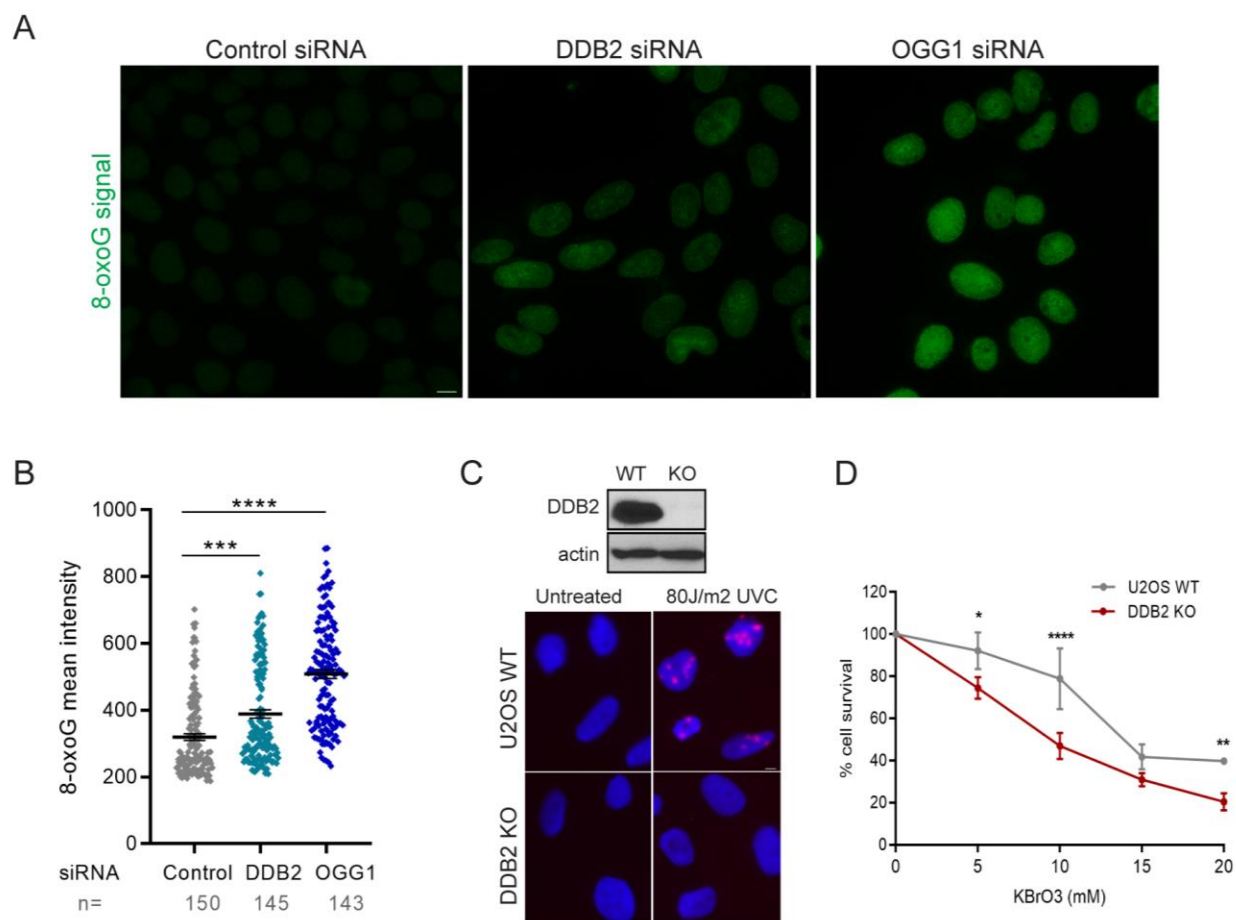 A
Control siRNA
DDB2 siRNA
OGG1 siRNA
8-oxoG signal
B
8-oxoG mean intensity
1000
800
600
400
200
0
****
***
siRNA Control DDB2 OGG1
n= 150 145 143
C
WT KO
DDB2
actin
Untreated 80J/m2 UVC
U2OS WT
DDB2 KO
D
% cell survival
120
100
80
60
40
20
0
U2OS WT
DDB2 KO
*
****
**
0 5 10 15 20
KBrO3 (mM)